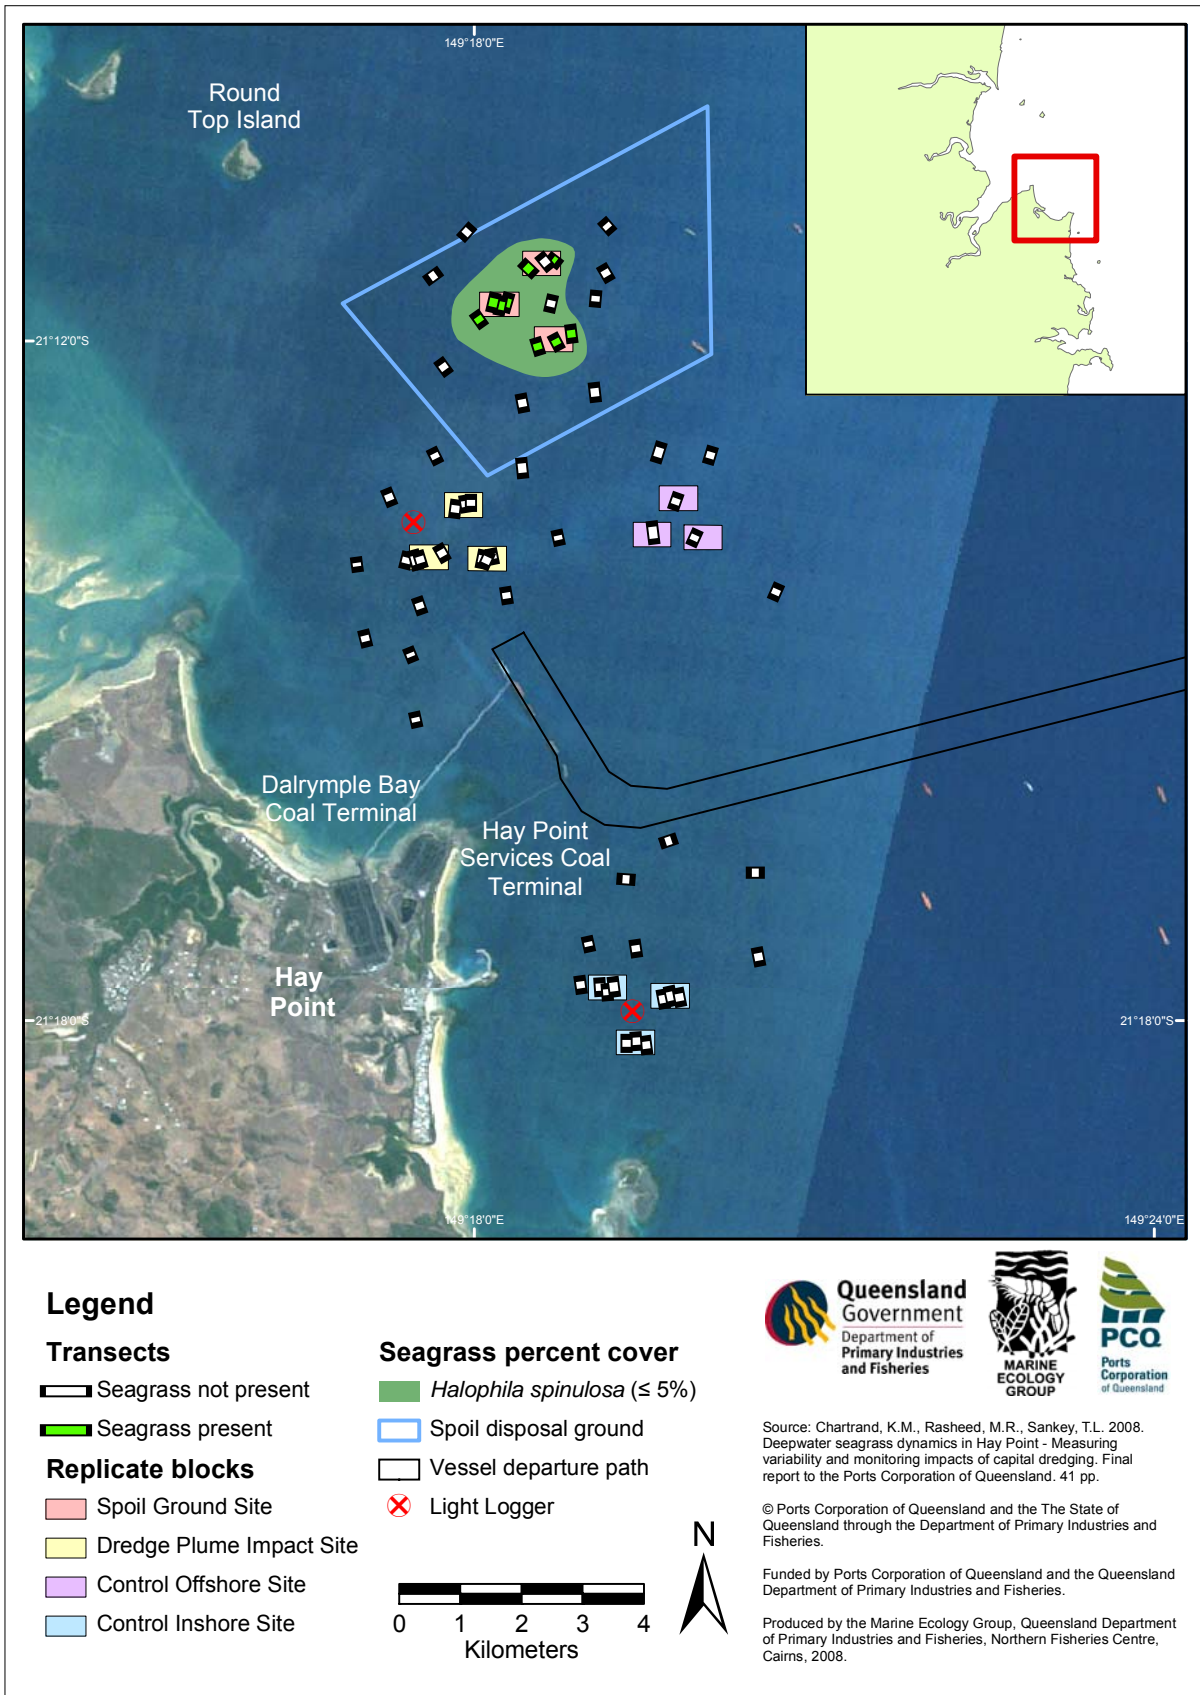 149°18'0"E
Round
Top Island
21°12'0"S
Dalrymple Bay
Coal Terminal
Hay Point
Services Coal
Terminal
Hay
Point
21°18'0"S
21°18'0"S
149°18'0"E
149°24'0"E
Legend
Transects
Seagrass not present
Seagrass present
Replicate blocks
Spoil Ground Site
Dredge Plume Impact Site
Control Offshore Site
Control Inshore Site
Seagrass percent cover
Halophila spinulosa (≤ 5%)
Spoil disposal ground
Vessel departure path
Light Logger
0 1 2 3 4
Kilometers
N
Queensland
Government
Department of
Primary Industries
and Fisheries
MARINE
ECOLOGY
GROUP
PCQ
Ports
Corporation
of Queensland
Source: Chartrand, K.M., Rasheed, M.R., Sankey, T.L. 2008.
Deepwater seagrass dynamics in Hay Point - Measuring
variability and monitoring impacts of capital dredging. Final
report to the Ports Corporation of Queensland. 41 pp.
© Ports Corporation of Queensland and the The State of
Queensland through the Department of Primary Industries and
Fisheries.
Funded by Ports Corporation of Queensland and the Queensland
Department of Primary Industries and Fisheries.
Produced by the Marine Ecology Group, Queensland Department
of Primary Industries and Fisheries, Northern Fisheries Centre,
Cairns, 2008.